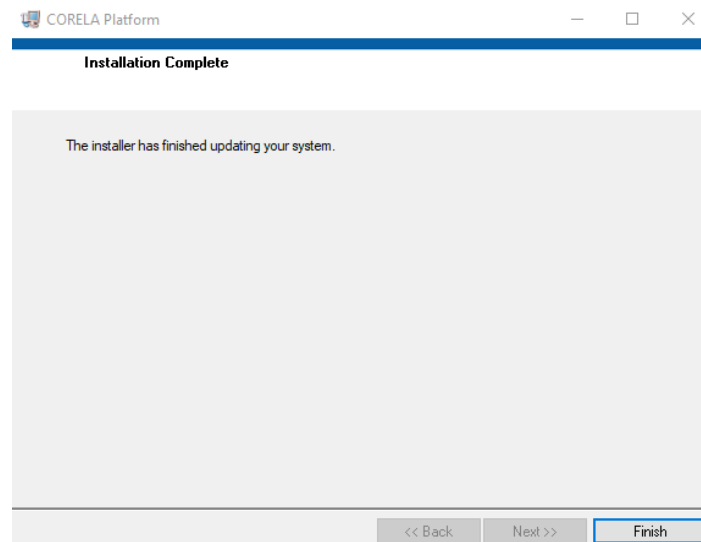 CORELA Platform
Installation Complete
The installer has finished updating your system.
<< Back Next >> Finish